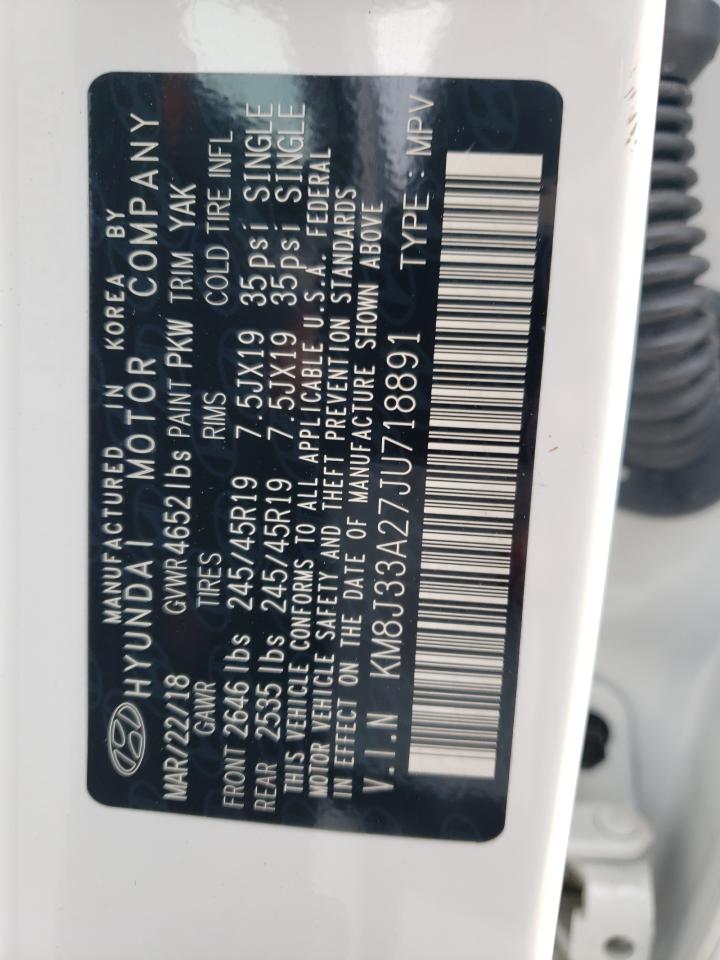 MANUFACTURED IN KOREA BY
HYUNDAI MOTOR COMPANY
MAR/22/18 GVWR 4652 lbs PAINT PKW TRIM YAK
GAWR TIRES RIMS COLD TIRE INFL
FRONT 2646 lbs 245/45R19 7.5JX19 35psi SINGLE
REAR 2535 lbs 245/45R19 7.5JX19 35psi SINGLE
THIS VEHICLE CONFORMS TO ALL APPLICABLE U.S.A. FEDERAL
MOTOR VEHICLE SAFETY AND THEFT PREVENTION STANDARDS
IN EFFECT ON THE DATE OF MANUFACTURE SHOWN ABOVE
V.I.N KM8J33A27JU718891 TYPE : MPV